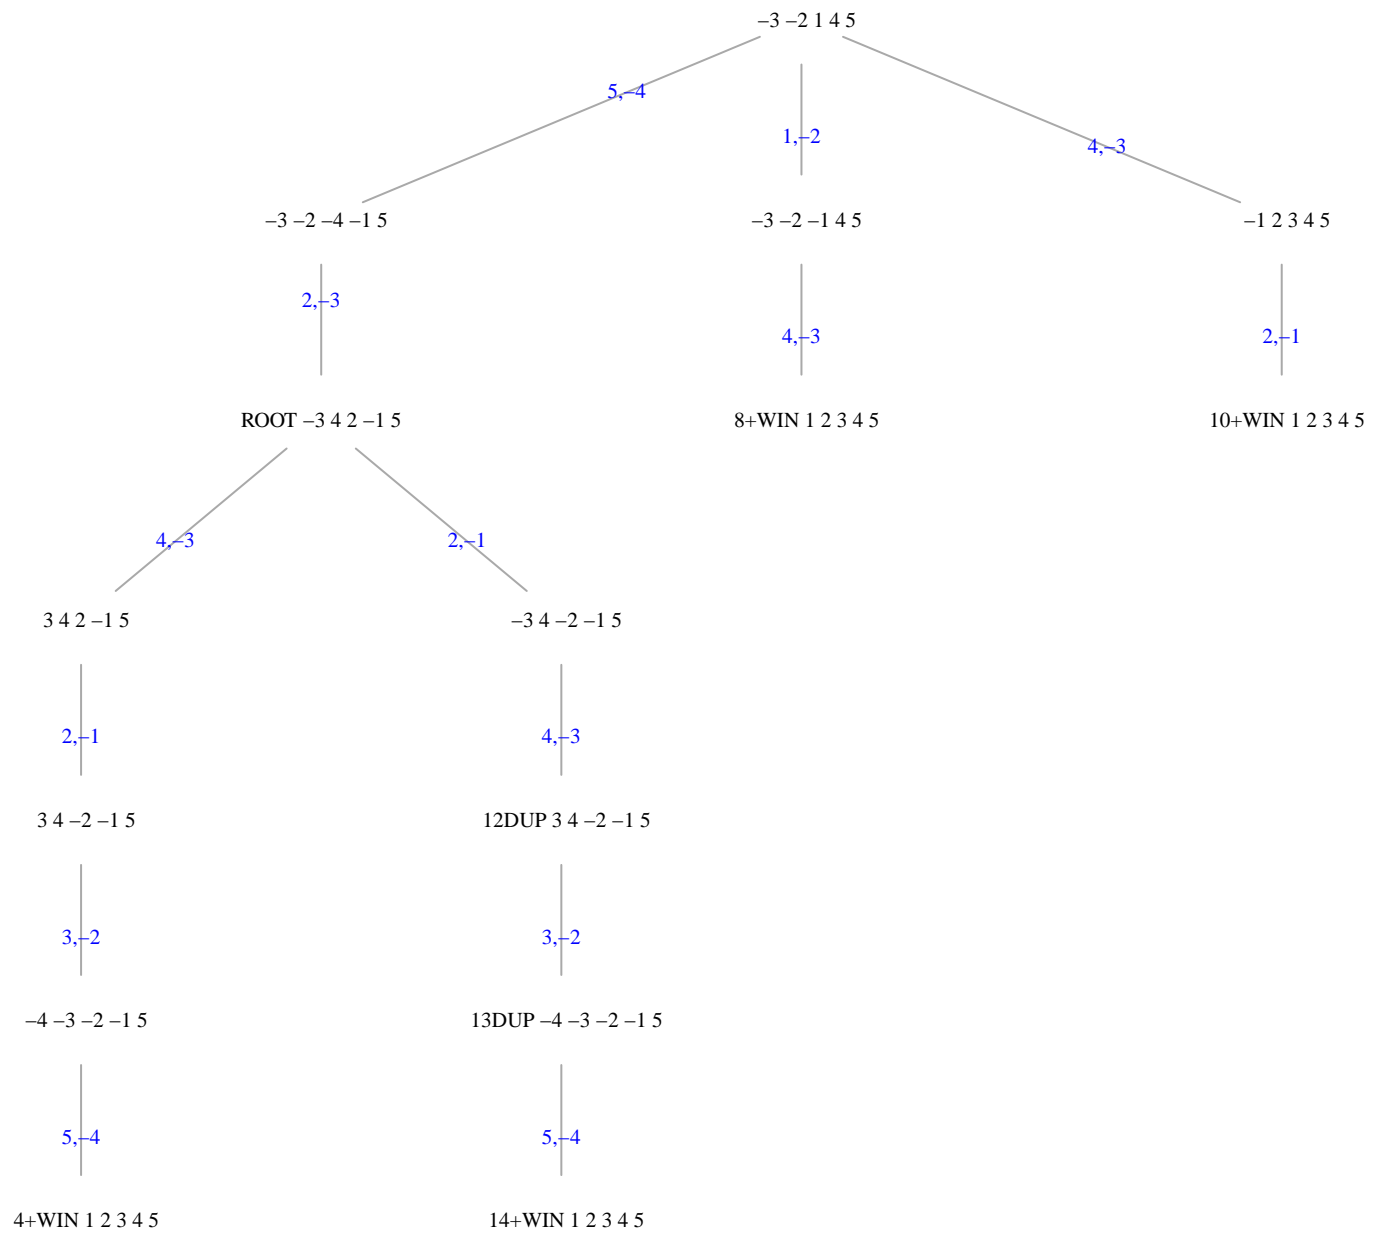 –3 –2 1 4 5
5,–4
1,–2
4,–3
–3 –2 –4 –1 5
–3 –2 –1 4 5
–1 2 3 4 5
2,–3
4,–3
2,–1
ROOT –3 4 2 –1 5
8+WIN 1 2 3 4 5
10+WIN 1 2 3 4 5
4,–3
2,–1
3 4 2 –1 5
–3 4 –2 –1 5
2,–1
4,–3
3 4 –2 –1 5
12DUP 3 4 –2 –1 5
3,–2
3,–2
–4 –3 –2 –1 5
13DUP –4 –3 –2 –1 5
5,–4
5,–4
4+WIN 1 2 3 4 5
14+WIN 1 2 3 4 5